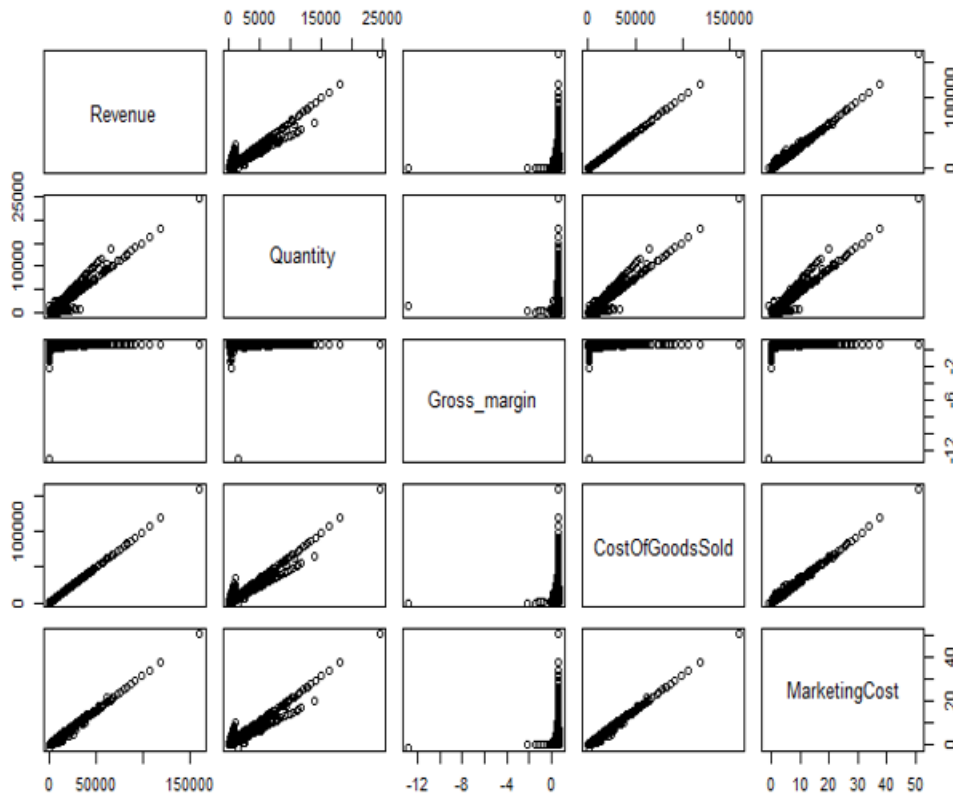 0 5000 15000 25000
0 50000 150000
Revenue
0 100000
0 10000 25000
Quantity
Gross_margin
-12 -6 -2
0 100000
CostOfGoodsSold
MarketingCost
0 20 40
0 50000 150000
-12 -8 -4 0
0 10 20 30 40 50